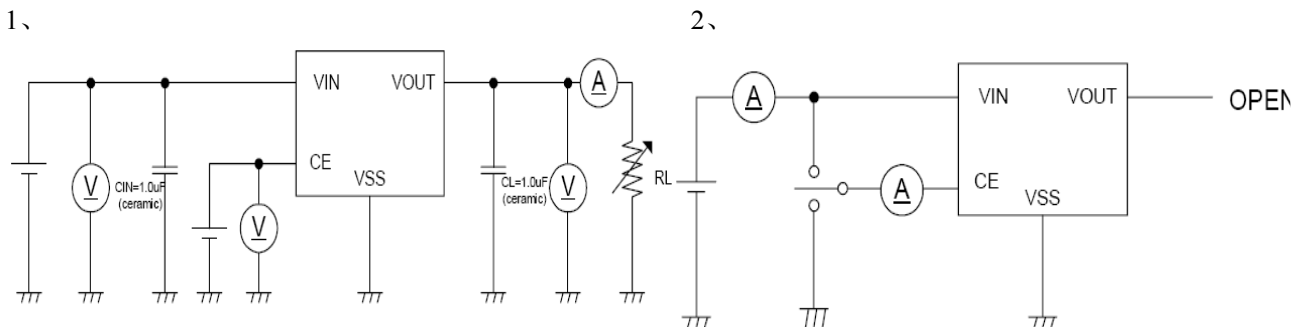 1、
VIN
VOUT
A
CE
VSS
V
CIN=1.0uF
(ceramic)
V
CL=1.0uF
(ceramic)
V
RL
2、
A
VIN
VOUT
OPEN
A
CE
VSS